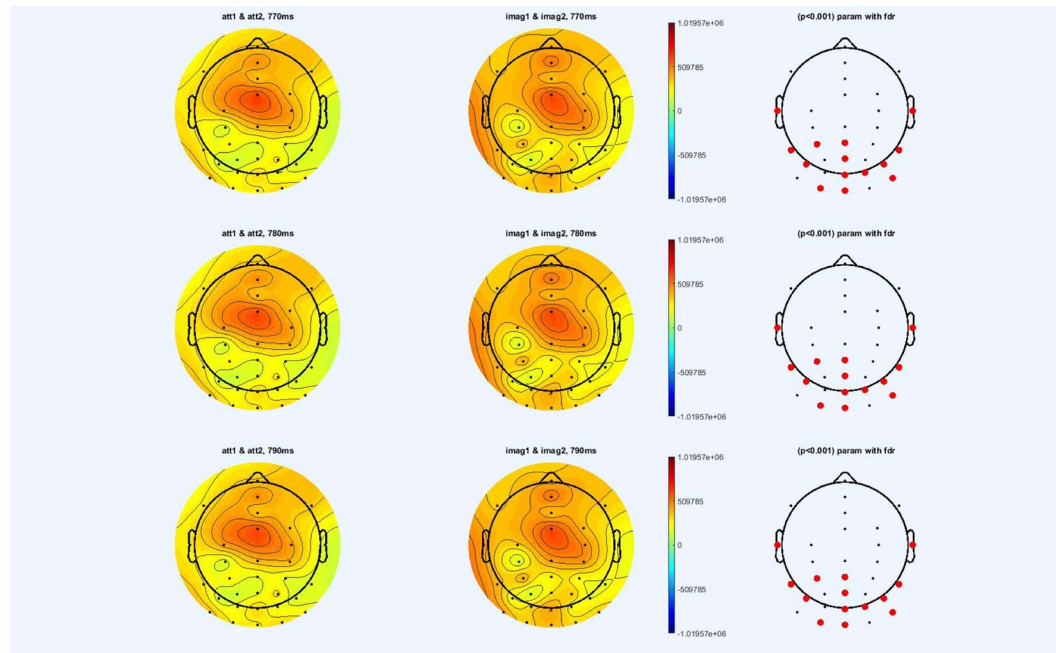 att1 & att2, 770ms
imag1 & imag2, 770ms
1.01957e+06
509785
0
-509785
-1.01957e+06
(p<0.001) param with fdr
att1 & att2, 780ms
imag1 & imag2, 780ms
1.01957e+06
509785
0
-509785
-1.01957e+06
(p<0.001) param with fdr
att1 & att2, 790ms
imag1 & imag2, 790ms
1.01957e+06
509785
0
-509785
-1.01957e+06
(p<0.001) param with fdr